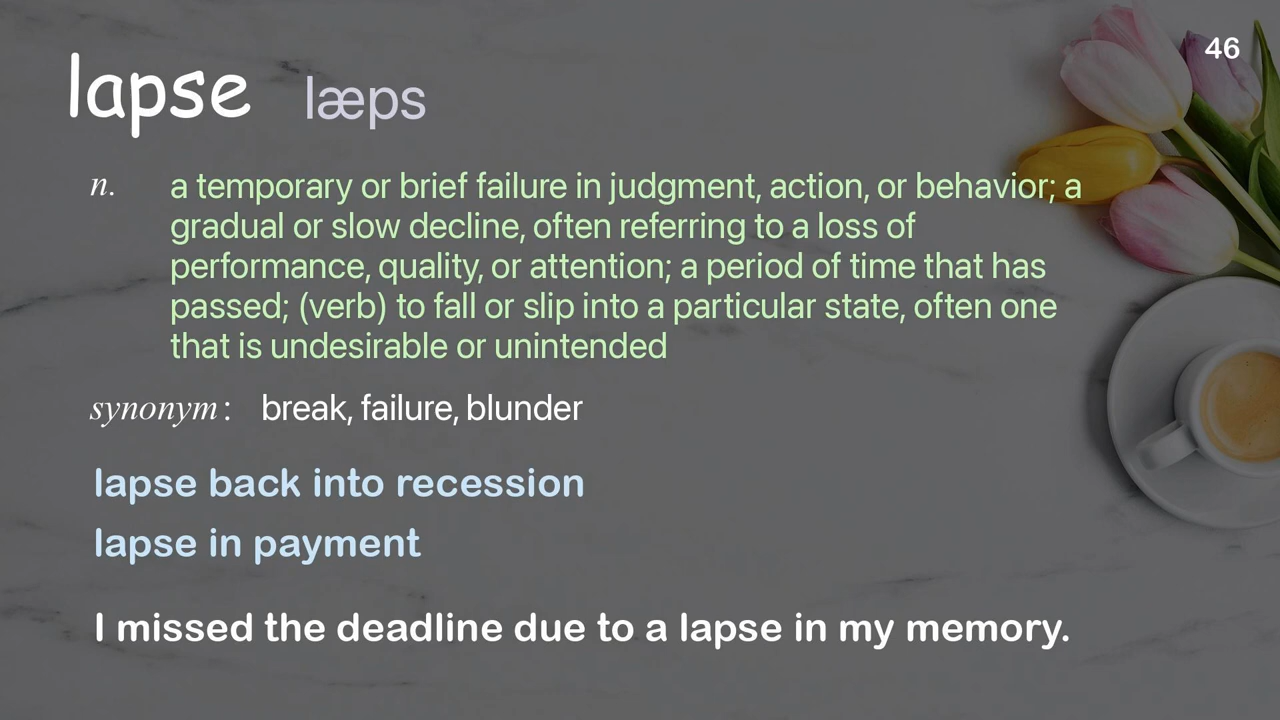 46
lapse læps
n. a temporary or brief failure in judgment, action, or behavior; a
gradual or slow decline, often referring to a loss of
performance, quality, or attention; a period of time that has
passed; (verb) to fall or slip into a particular state, often one
that is undesirable or unintended
synonym: break, failure, blunder
lapse back into recession
lapse in payment
I missed the deadline due to a lapse in my memory.